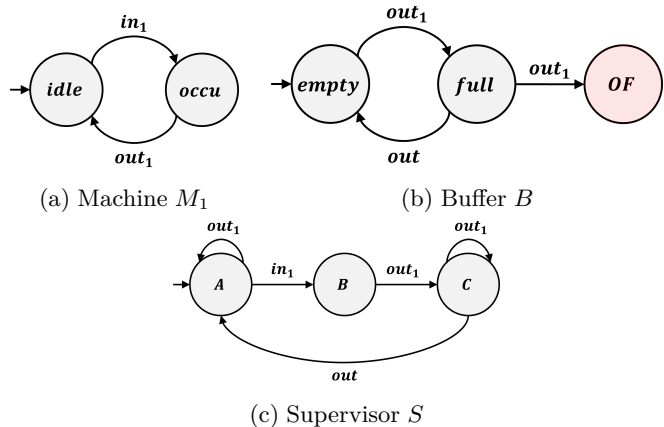 in₁
out₁
idle
occu
out₁
out₁
empty
full
out₁
OF
out
(a) Machine M₁
(b) Buffer B
out₁
out₁
A
in₁
B
out₁
C
out
(c) Supervisor S